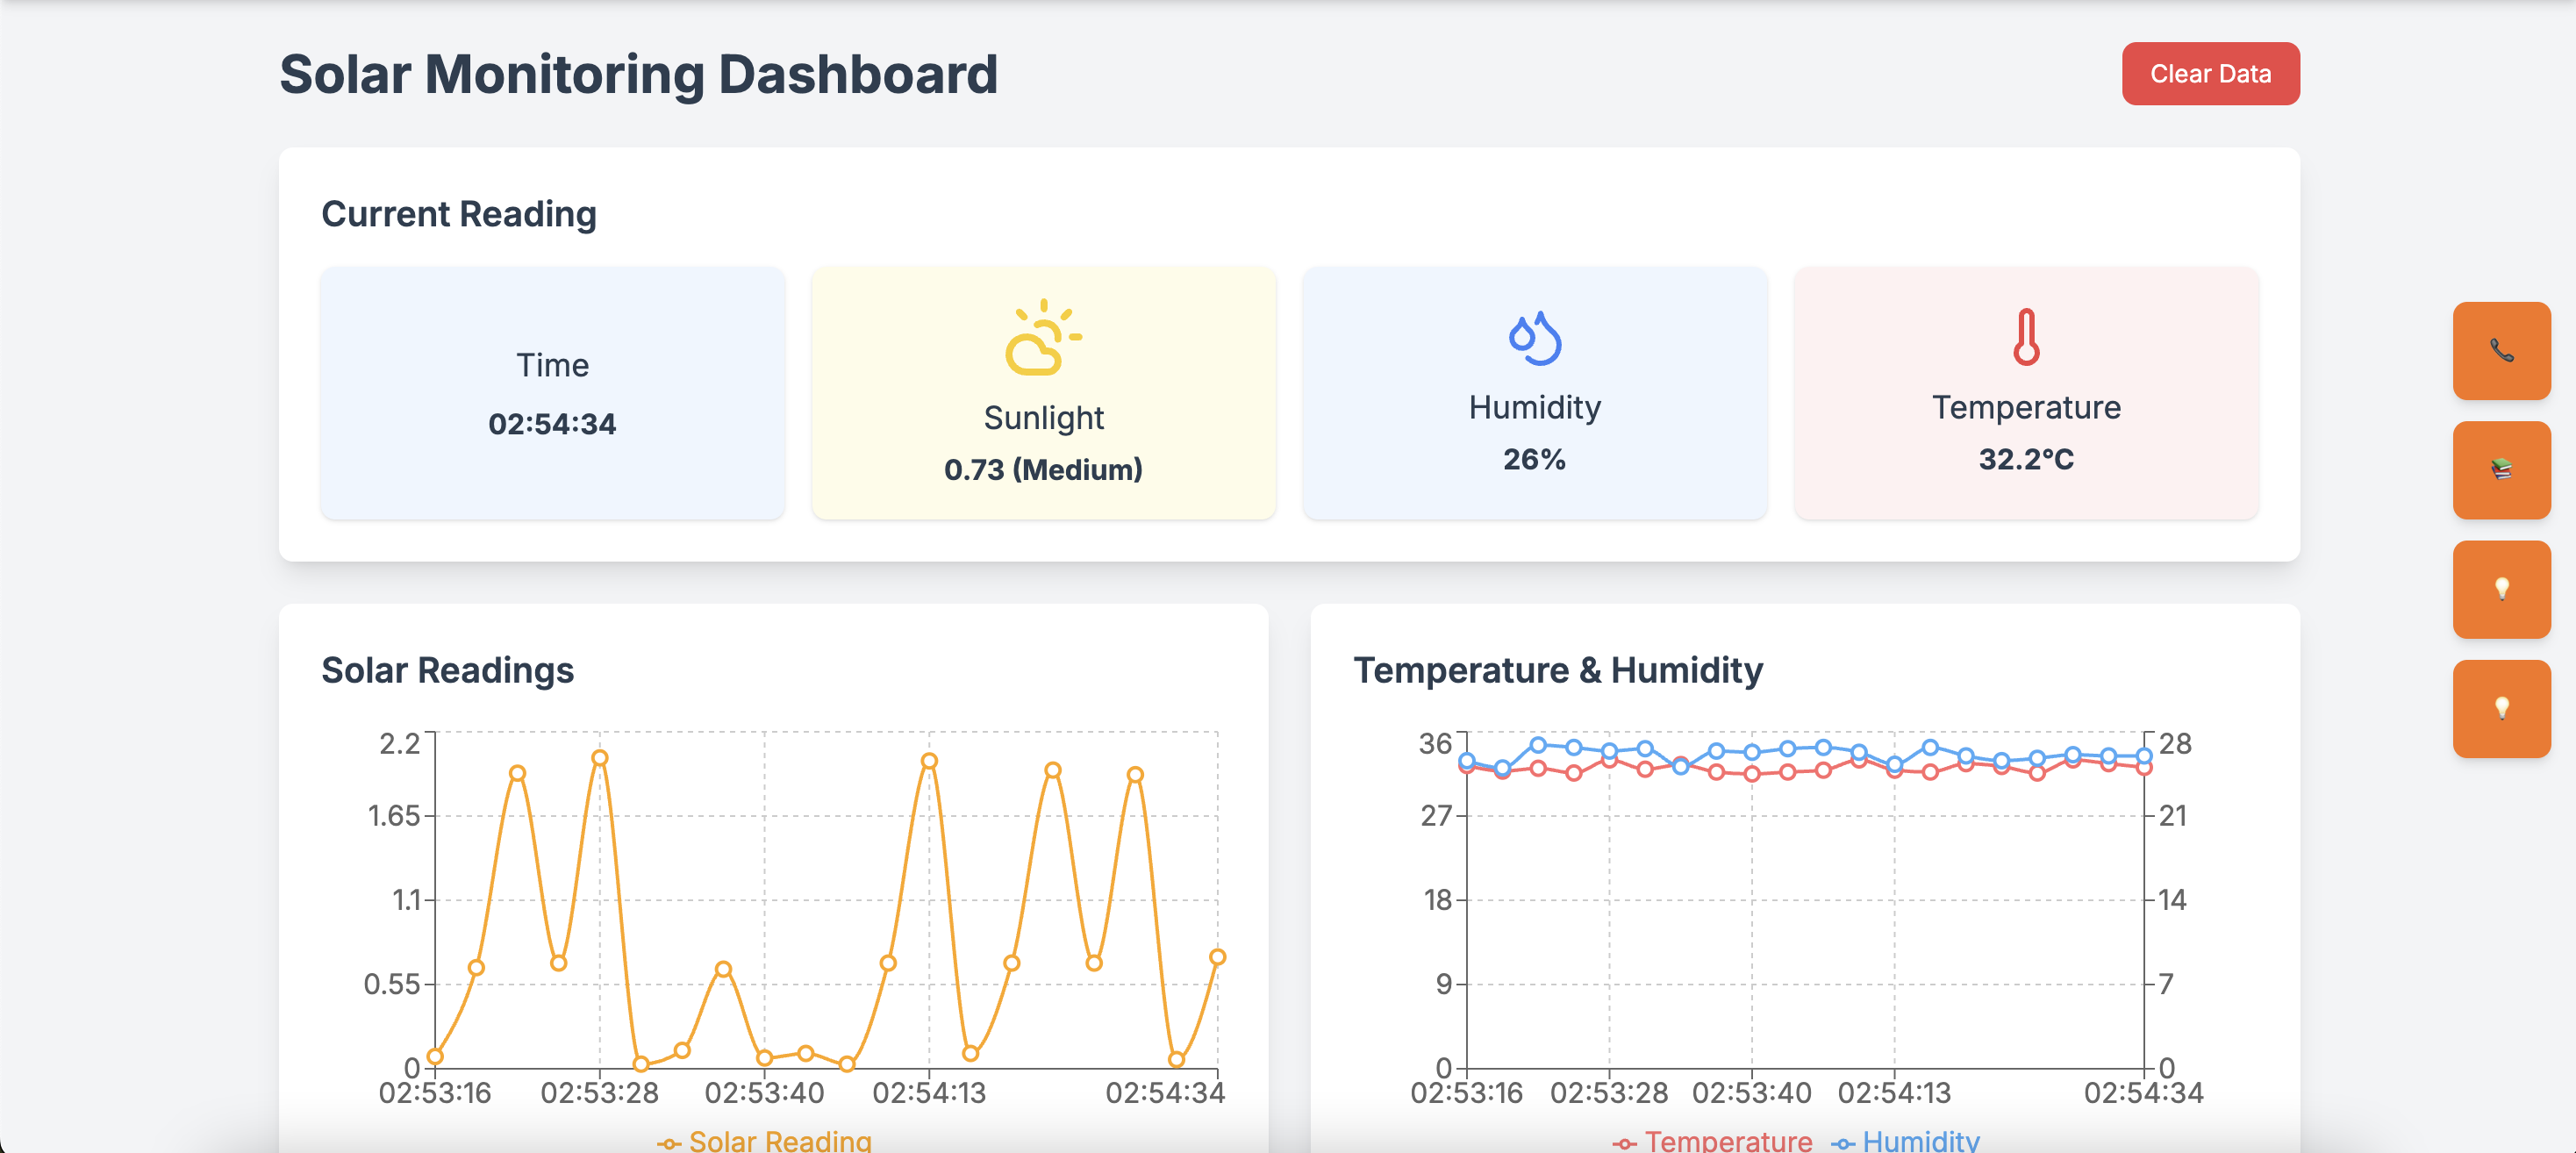 Solar Monitoring Dashboard
Clear Data
Current Reading
Time
02:54:34
Sunlight
0.73 (Medium)
Humidity
26%
Temperature
32.2°C
Solar Readings
2.2
1.65
1.1
0.55
0
02:53:16 02:53:28 02:53:40 02:54:13 02:54:34
Solar Reading
Temperature & Humidity
36 28
27 21
18 14
9 7
0 0
02:53:16 02:53:28 02:53:40 02:54:13 02:54:34
Temperature Humidity